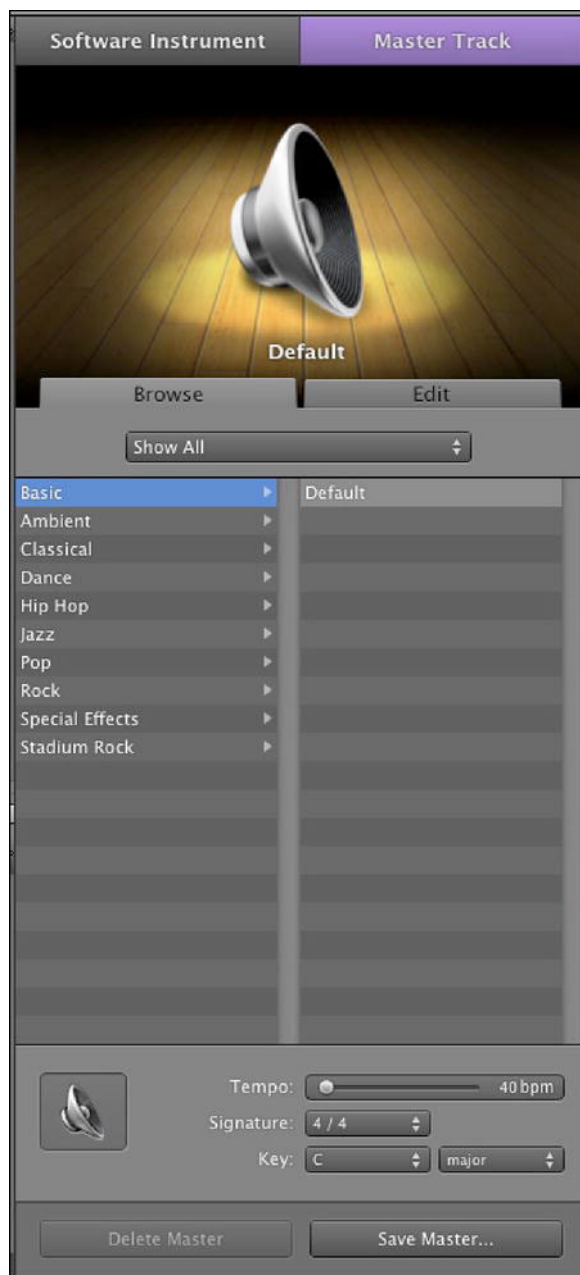 Software Instrument Master Track
Default
Browse Edit
Show All
Basic Default
Ambient
Classical
Dance
Hip Hop
Jazz
Pop
Rock
Special Effects
Stadium Rock
Tempo: 40 bpm
Signature: 4 / 4
Key: C major
Delete Master Save Master...